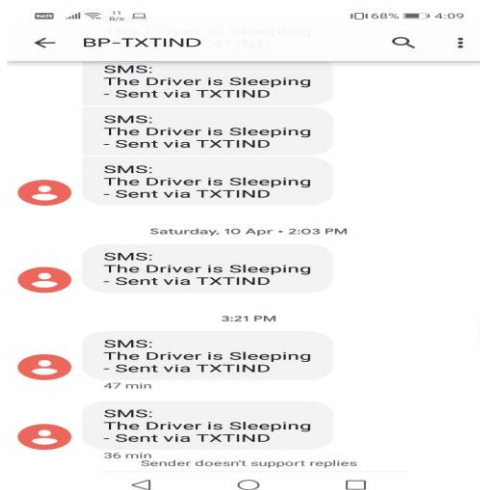 11
B/s
68%
4:09
BP-TXTIND
SMS:
The Driver is Sleeping
- Sent via TXTIND
SMS:
The Driver is Sleeping
- Sent via TXTIND
SMS:
The Driver is Sleeping
- Sent via TXTIND
Saturday, 10 Apr • 2:03 PM
SMS:
The Driver is Sleeping
- Sent via TXTIND
3:21 PM
SMS:
The Driver is Sleeping
- Sent via TXTIND
47 min
SMS:
The Driver is Sleeping
- Sent via TXTIND
36 min
Sender doesn't support replies